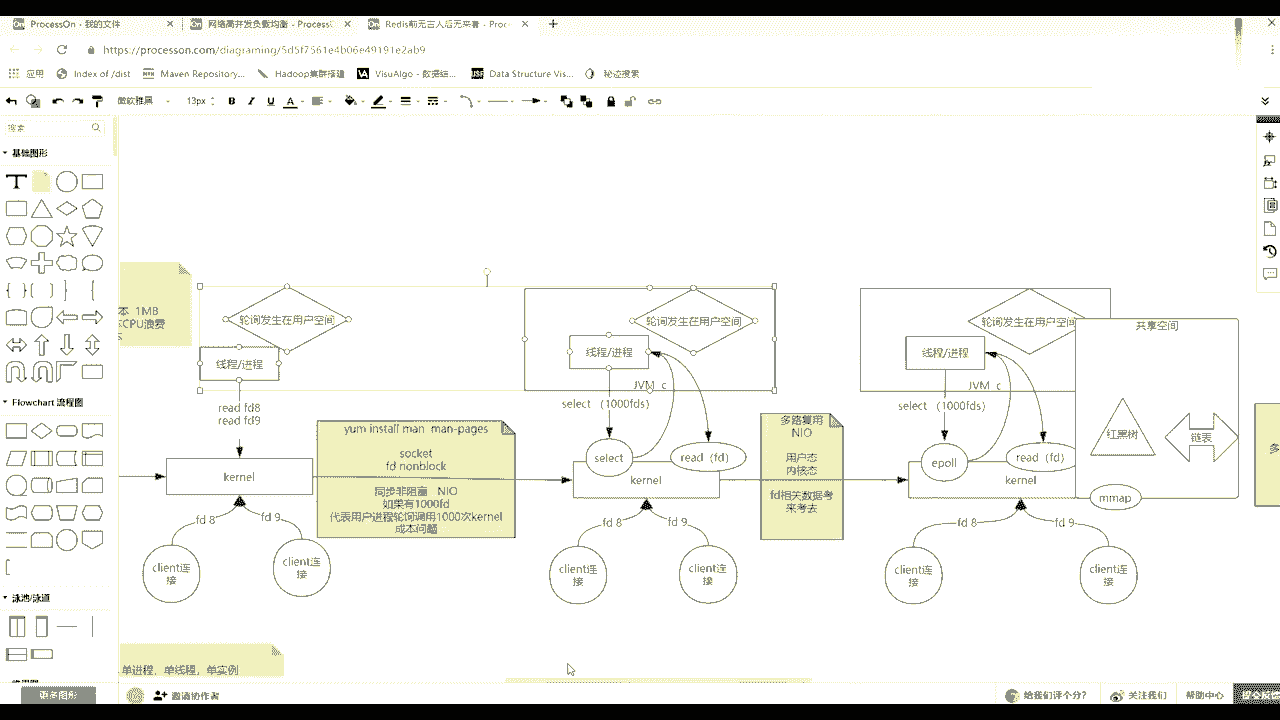 ProcessOn - 我的文件
网络高并发负载均衡 - Process
Redis前无古人后无来者 - Pro
https://processon.com/diagraming/5d5f7561e4b06e49191e2ab9
应用
Index of /dist
Maven Repository...
Hadoop集群搭建
VisuAlgo - 数据结...
Data Structure Vis...
秘迹搜索
微软雅黑
13px
B I U A
搜索
基础图形
T
Flowchart 流程图
泳池/泳道
更多图形
邀请协作者
给我们评个分?
关注我们
帮助中心
本 1MB
CPU浪费
轮询发生在用户空间
线程/进程
read fd8
read fd9
kernel
fd 8
fd 9
client连
接
client连
接
yum install man man-pages
socket
fd nonblock
同步非阻塞 NIO
如果有1000fd
代表用户进程轮询调用1000次kernel
成本问题
轮询发生在用户空间
线程/进程
JVM c
select (1000fds)
select
read (fd)
kernel
fd 8
fd 9
client连
接
client连
接
多路复用
NIO
用户态
内核态
fd相关数据考
来考去
轮询发生在用户空间
线程/进程
JVM c
select (1000fds)
epoll
read (fd)
kernel
fd 8
fd 9
client连
接
client连
接
共享空间
红黑树
链表
mmap
单进程,单线程,单实例